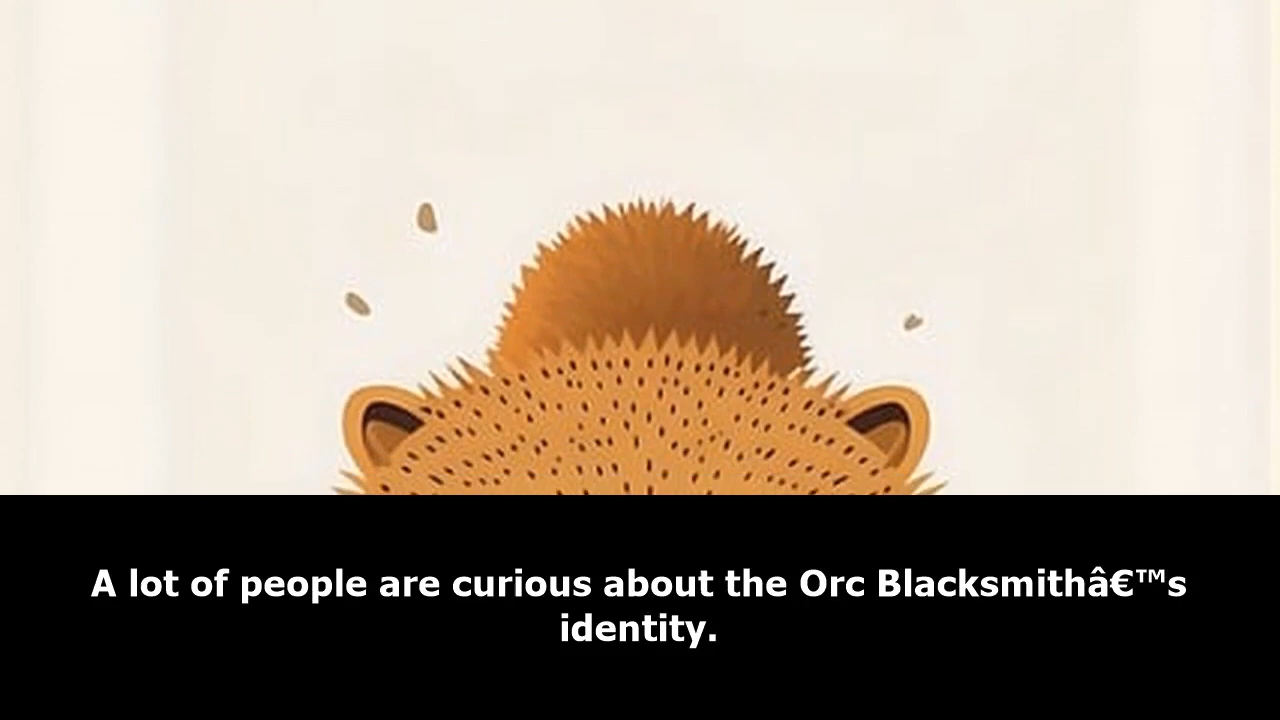 A lot of people are curious about the Orc Blacksmithâ€™s
identity.